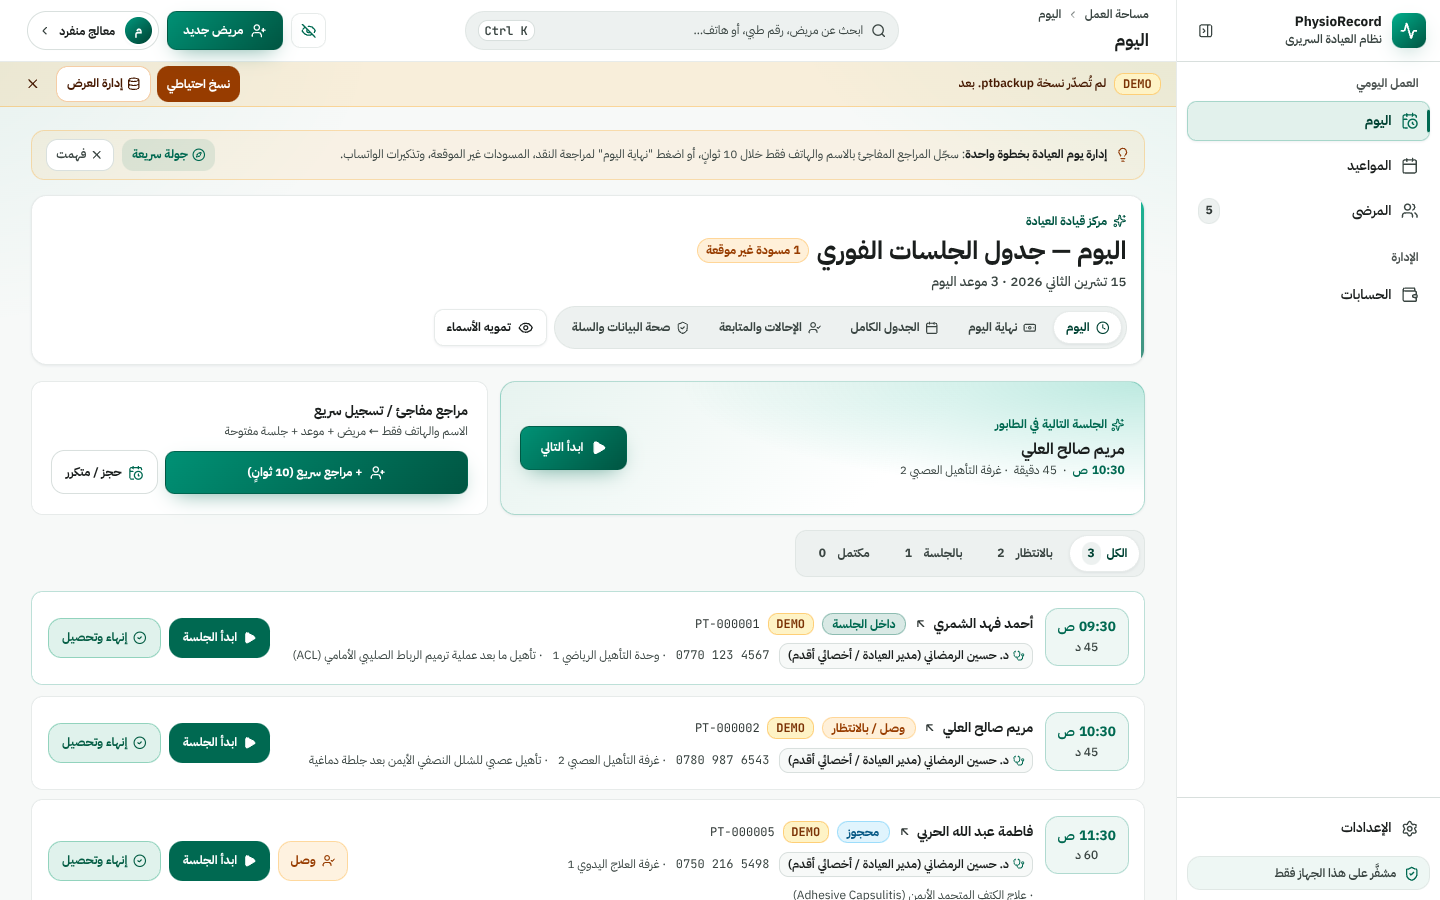 PhysioRecord
نظام العيادة السريري
العمل اليومي
اليوم
المواعيد
المرضى 5
الإدارة
الحسابات
الإعدادات
مشفّر على هذا الجهاز فقط
مساحة العمل › اليوم
اليوم
ابحث عن مريض، رقم طبي، أو هاتف... Ctrl K
مريض جديد
م معالج منفرد
DEMO لم تُصدّر نسخة ptbackup. بعد
نسخ احتياطي
إدارة العرض
إدارة يوم العيادة بخطوة واحدة: سجّل المراجع المفاجئ بالاسم والهاتف فقط خلال 10 ثوانٍ، أو اضغط "نهاية اليوم" لمراجعة النقد، المسودات غير الموقعة، وتذكيرات الواتساب.
جولة سريعة
فهمت
مركز قيادة العيادة
اليوم — جدول الجلسات الفوري 1 مسودة غير موقعة
15 تشرين الثاني 2026 · 3 موعد اليوم
اليوم
نهاية اليوم
الجدول الكامل
الإحالات والمتابعة
صحة البيانات والسلة
تمويه الأسماء
الجلسة التالية في الطابور
مريم صالح العلي
10:30 ص · 45 دقيقة · غرفة التأهيل العصبي 2
ابدأ التالي
مراجع مفاجئ / تسجيل سريع
الاسم والهاتف فقط ← مريض + موعد + جلسة مفتوحة
+ مراجع سريع (10 ثوانٍ)
حجز / متكرر
الكل 3
بالانتظار 2
بالجلسة 1
مكتمل 0
09:30 ص
45 د
أحمد فهد الشمري داخل الجلسة DEMO PT-000001
د. حسين الرمضاني (مدير العيادة / أخصائي أقدم) 0770 123 4567 · وحدة التأهيل الرياضي 1 · تأهيل ما بعد عملية ترميم الرباط الصليبي الأمامي (ACL)
ابدأ الجلسة
إنهاء وتحصيل
10:30 ص
45 د
مريم صالح العلي وصل / بالانتظار DEMO PT-000002
د. حسين الرمضاني (مدير العيادة / أخصائي أقدم) 0780 987 6543 · غرفة التأهيل العصبي 2 · تأهيل عصبي للشلل النصفي الأيمن بعد جلطة دماغية
ابدأ الجلسة
إنهاء وتحصيل
11:30 ص
60 د
فاطمة عبد الله الحربي محجوز DEMO PT-000005
د. حسين الرمضاني (مدير العيادة / أخصائي أقدم) 0750 216 5498 · غرفة العلاج اليدوي 1
· علاج الكتف المتجمد الأيمن (Adhesive Capsulitis)
وصل
ابدأ الجلسة
إنهاء وتحصيل